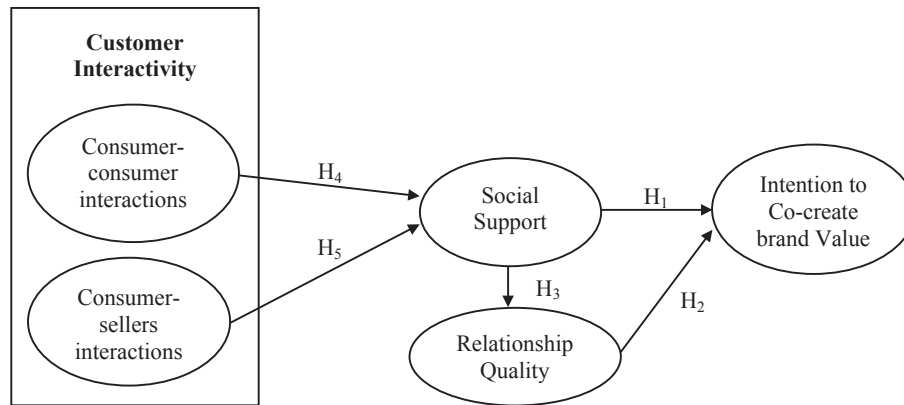 Customer
Interactivity
Consumer-
consumer
interactions
H4
Social
Support
H1
Intention to
Co-create
brand Value
H5
Consumer-
sellers
interactions
H3
H2
Relationship
Quality